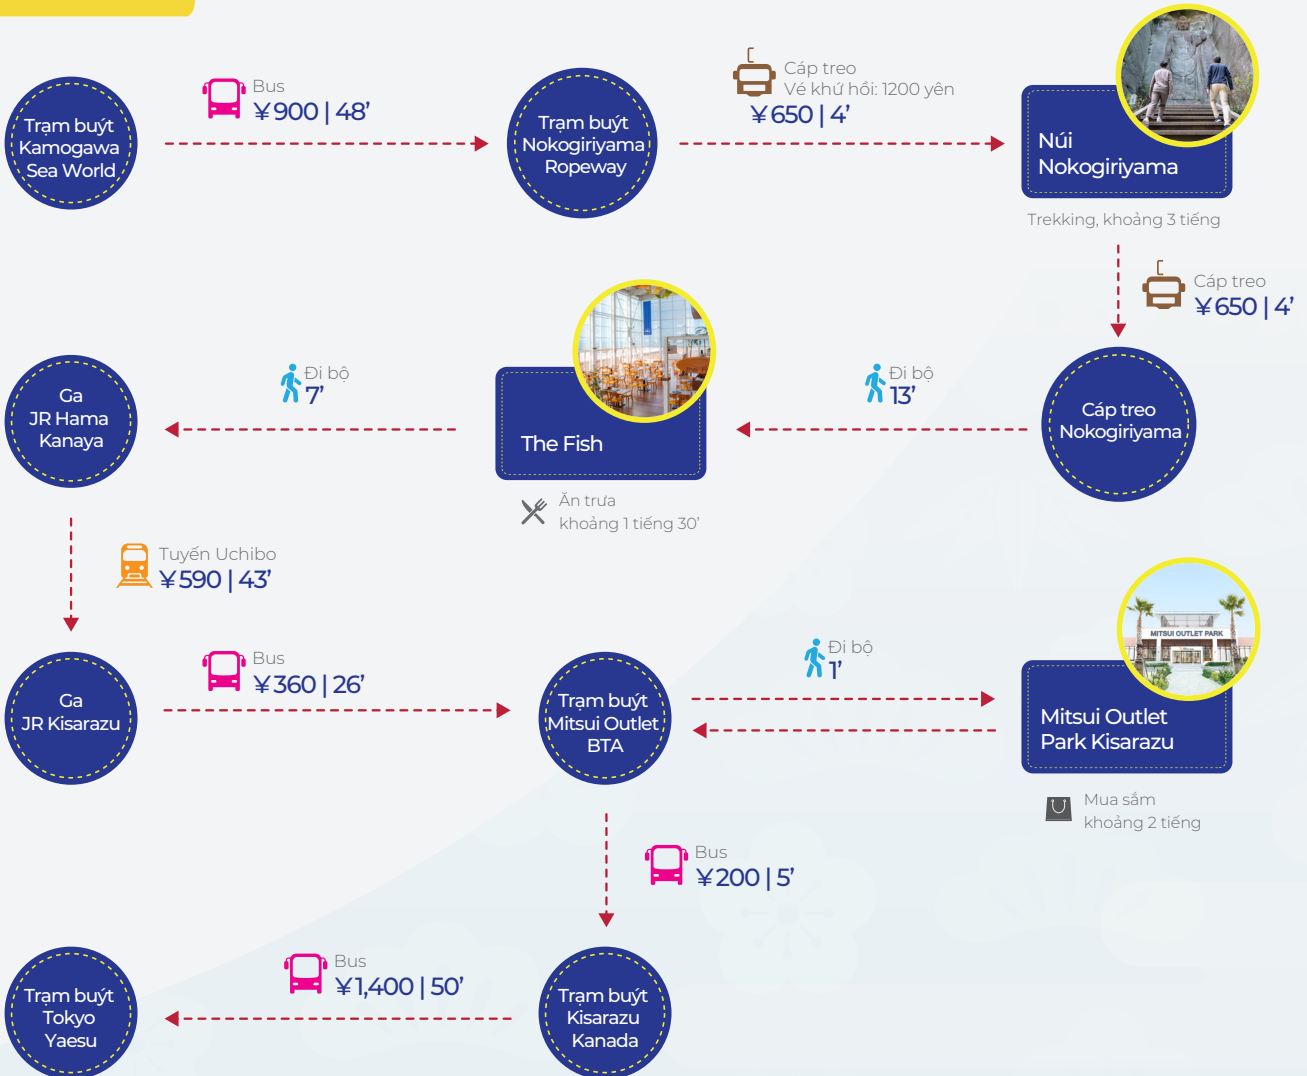 Trạm buýt
Kamogawa
Sea World
Bus
¥900 | 48’
Trạm buýt
Nokogiriyama
Ropeway
Cáp treo
Vé khứ hồi: 1200 yên
¥650 | 4’
Núi
Nokogiriyama
Trekking, khoảng 3 tiếng
Cáp treo
¥650 | 4’
Cáp treo
Nokogiriyama
Đi bộ
13’
The Fish
Ăn trưa
khoảng 1 tiếng 30’
Đi bộ
7’
Ga
JR Hama
Kanaya
Tuyến Uchibo
¥590 | 43’
Ga
JR Kisarazu
Bus
¥360 | 26’
Trạm buýt
Mitsui Outlet
BTA
Đi bộ
1’
MITSUI OUTLET PARK
Mitsui Outlet
Park Kisarazu
Mua sắm
khoảng 2 tiếng
Bus
¥200 | 5’
Trạm buýt
Kisarazu
Kanada
Bus
¥1,400 | 50’
Trạm buýt
Tokyo
Yaesu